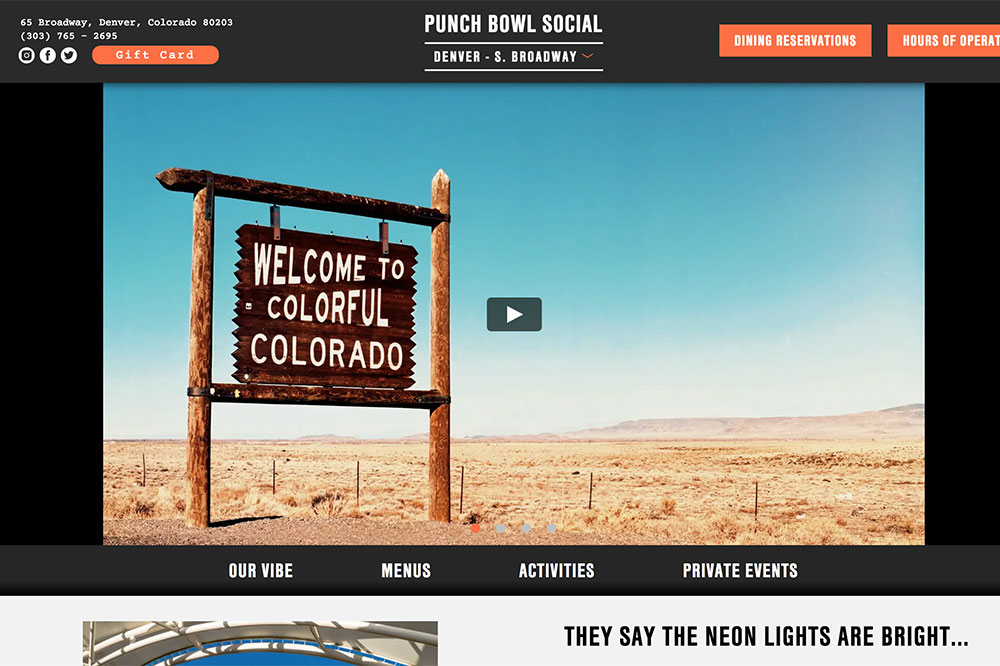 65 Broadway, Denver, Colorado 80203
(303) 765 - 2695
Gift Card
PUNCH BOWL SOCIAL
DENVER - S. BROADWAY
DINING RESERVATIONS
HOURS OF OPERAT
WELCOME TO
COLORFUL
COLORADO
OUR VIBE
MENUS
ACTIVITIES
PRIVATE EVENTS
THEY SAY THE NEON LIGHTS ARE BRIGHT...